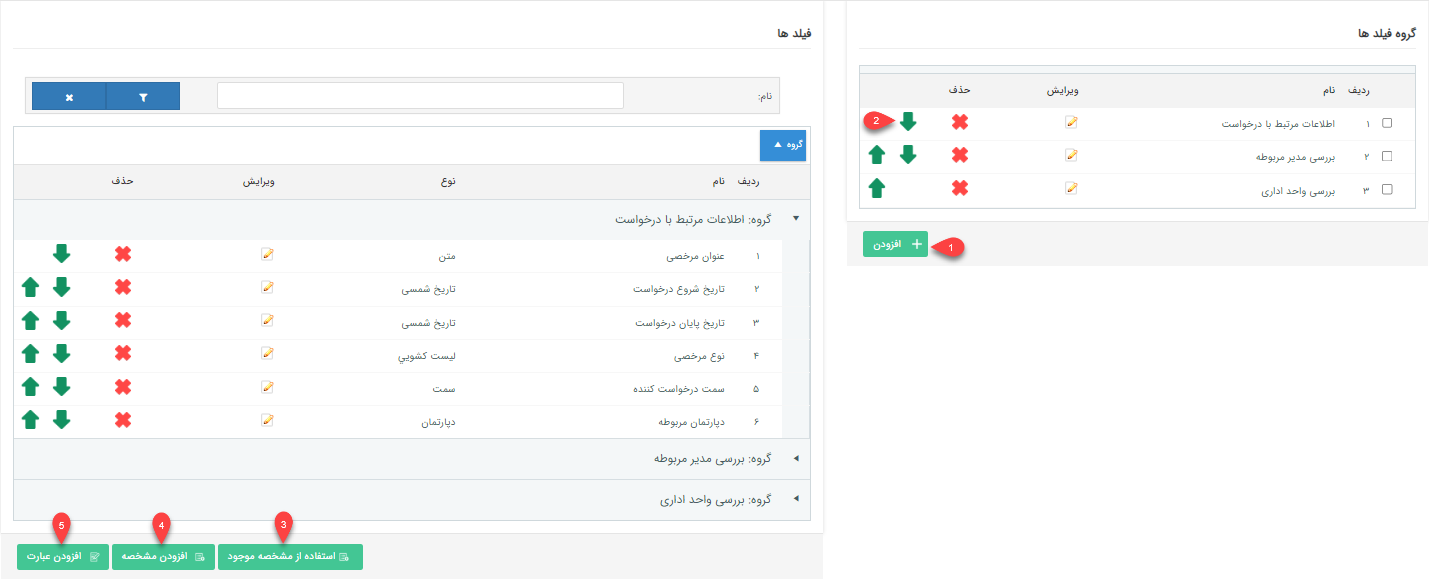 گروه فیلد ها
ردیف نام ویرایش حذف
۱ اطلاعات مرتبط با درخواست
2
۲ بررسی مدیر مربوطه
۳ بررسی واحد اداری
افزودن
1
فیلد ها
نام:
گروه
ردیف نام نوع ویرایش حذف
گروه: اطلاعات مرتبط با درخواست
۱ عنوان مرخصی متن
۲ تاریخ شروع درخواست تاریخ شمسی
۳ تاریخ پایان درخواست تاریخ شمسی
۴ نوع مرخصی لیست کشویي
۵ سمت درخواست کننده سمت
۶ دپارتمان مربوطه دپارتمان
گروه: بررسی مدیر مربوطه
گروه: بررسی واحد اداری
3 4 5
استفاده از مشخصه موجود افزودن مشخصه افزودن عبارت